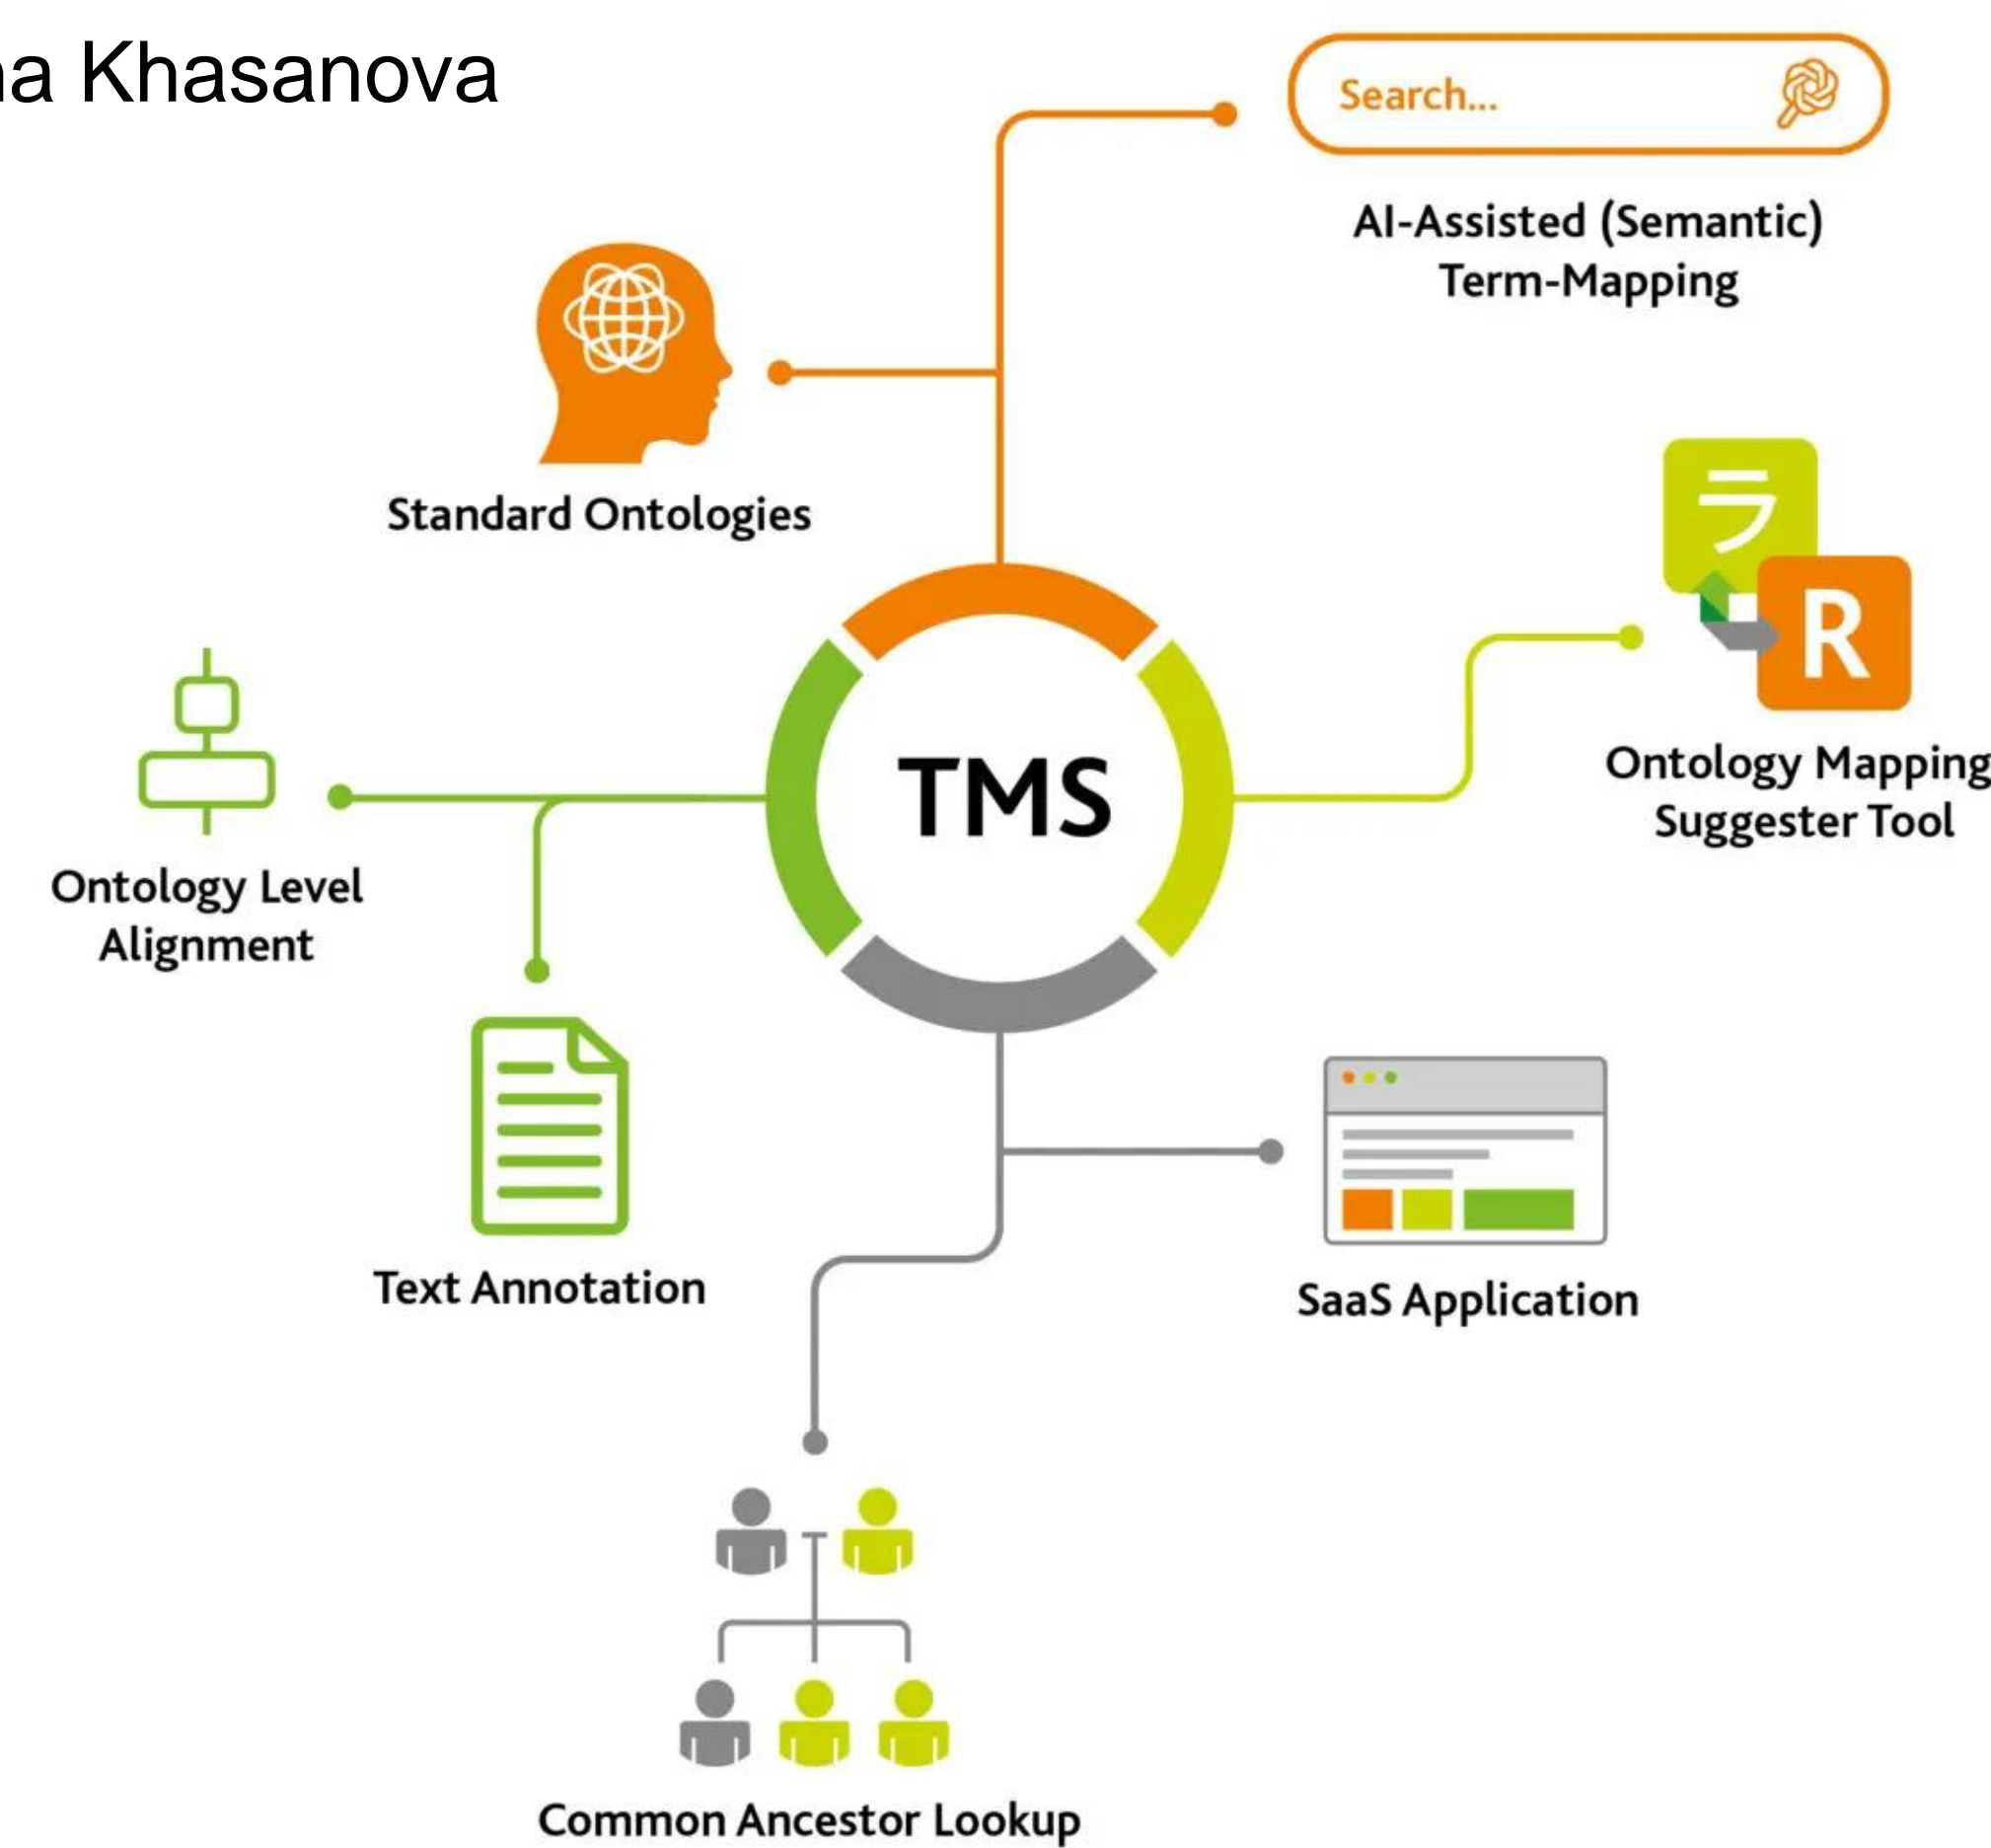 Khasanova
Search...
AI-Assisted (Semantic)
Term-Mapping
Standard Ontologies
ラ
R
Ontology Mapping
Suggester Tool
TMS
Ontology Level
Alignment
Text Annotation
SaaS Application
Common Ancestor Lookup